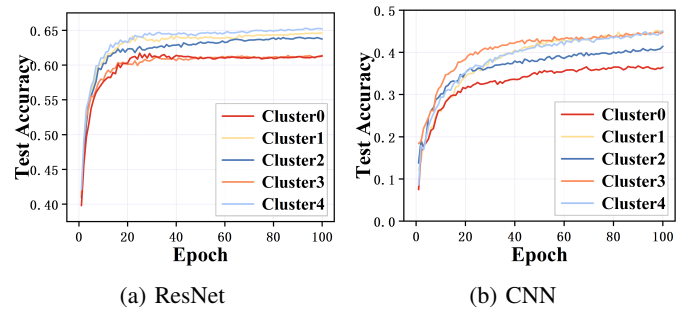 0.65
0.60
0.55
0.50
0.45
0.40
Test Accuracy
0 20 40 60 80 100
Epoch
Cluster0
Cluster1
Cluster2
Cluster3
Cluster4
(a) ResNet
0.5
0.4
0.3
0.2
0.1
0.0
Test Accuracy
0 20 40 60 80 100
Epoch
Cluster0
Cluster1
Cluster2
Cluster3
Cluster4
(b) CNN